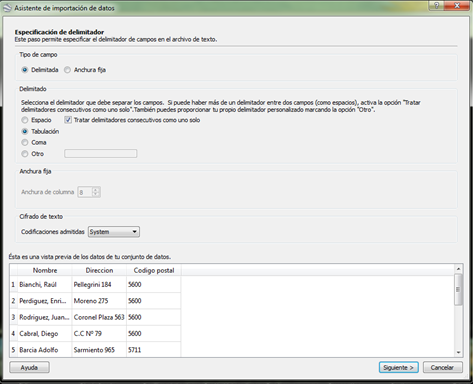 Asistente de importación de datos
Especificación de delimitador
Este paso permite especificar el delimitador de campos en el archivo de texto.
Tipo de campo
Delimitada Anchura fija
Delimitado
Selecciona el delimitador que debe separar los campos. Si puede haber más de un delimitador entre dos campos (como espacios), activa la opción "Tratar
delimitadores consecutivos como uno solo".También puedes proporcionar tu propio delimitador personalizado marcando la opción "Otro".
Espacio Tratar delimitadores consecutivos como uno solo
Tabulación
Coma
Otro
Anchura fija
Anchura de columna 8
Cifrado de texto
Codificaciones admitidas System
Ésta es una vista previa de los datos de tu conjunto de datos.
Nombre Direccion Codigo postal
1 Bianchi, Raúl Pellegrini 184 5600
2 Perdiguez, Enri... Moreno 275 5600
3 Rodriguez, Juan... Coronel Plaza 563 5600
4 Cabral, Diego C.C Nº 79 5600
5 Barcia Adolfo Sarmiento 965 5711
Ayuda Siguiente > Cancelar